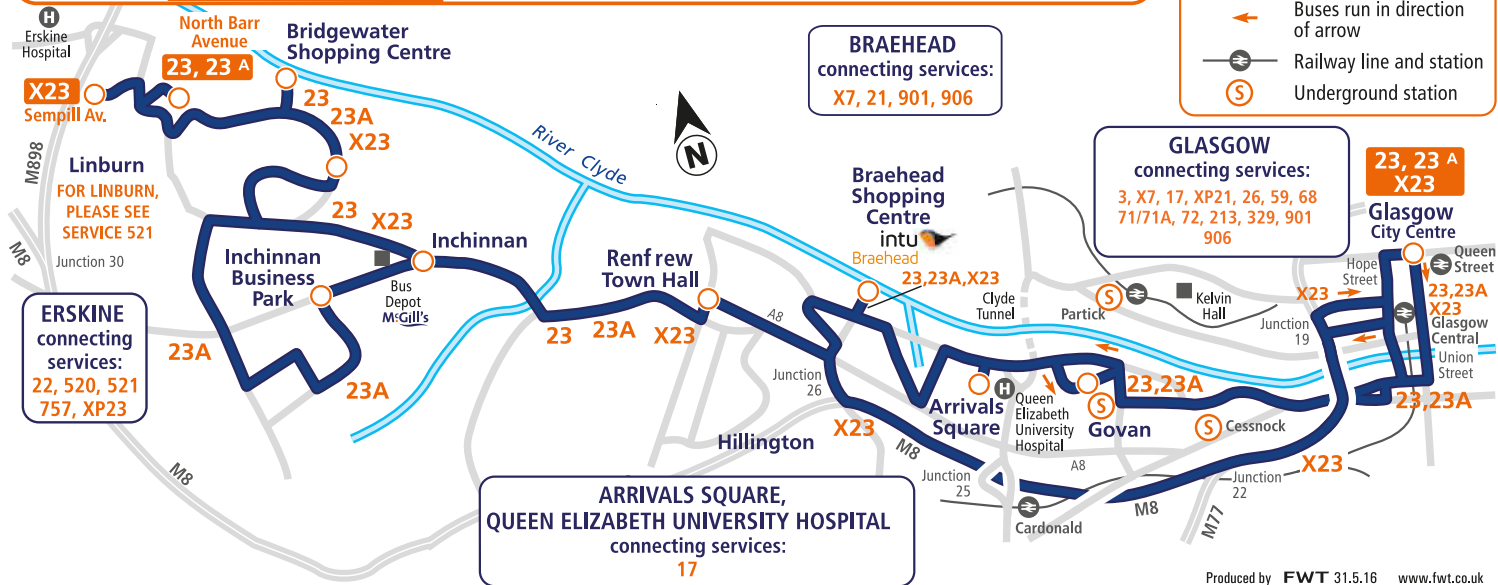 H
Erskine
Hospital
North Barr
Avenue
23, 23 A
X23
Sempill Av.
Bridgewater
Shopping Centre
23
23A
X23
M898
Linburn
FOR LINBURN,
PLEASE SEE
SERVICE 521
M8
Junction 30
23
X23
Inchinnan
Inchinnan
Business
Park
Bus
Depot
McGill's
23A
23A
ERSKINE
connecting
services:
22, 520, 521
757, XP23
M8
River Clyde
N
Renfrew
Town Hall
23
23A
X23
A8
BRAEHEAD
connecting services:
X7, 21, 901, 906
Braehead
Shopping
Centre
intu
Braehead
23,23A,X23
Clyde
Tunnel
Junction
26
X23
Hillington
M8
Junction
25
Arrivals
Square
H
Queen
Elizabeth
University
Hospital
23,23A
S
Govan
A8
S
Cessnock
Cardonald
M8
M77
Junction
22
X23
ARRIVALS SQUARE,
QUEEN ELIZABETH UNIVERSITY HOSPITAL
connecting services:
17
Buses run in direction
of arrow
Railway line and station
S
Underground station
GLASGOW
connecting services:
3, X7, 17, XP21, 26, 59, 68
71/71A, 72, 213, 329, 901
906
S
Partick
Kelvin
Hall
23, 23 A
X23
Glasgow
City Centre
Hope
Street
Queen
Street
X23
23,23A
X23
Junction
19
Glasgow
Central
Union
Street
23,23A
Produced by FWT 31.5.16 www.fwt.co.uk